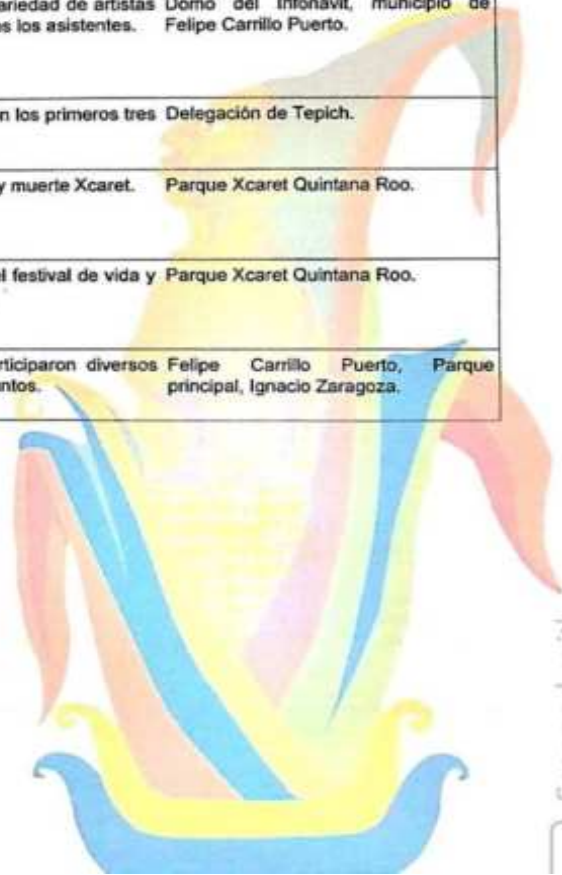 ariedad de artistas Domo del Infonavit, municipio de
os los asistentes. Felipe Carrillo Puerto.
n los primeros tres Delegación de Tepich.
y muerte Xcaret. Parque Xcaret Quintana Roo.
el festival de vida y Parque Xcaret Quintana Roo.
rticiparon diversos Felipe Carrillo Puerto, Parque
ntos. principal, Ignacio Zaragoza.